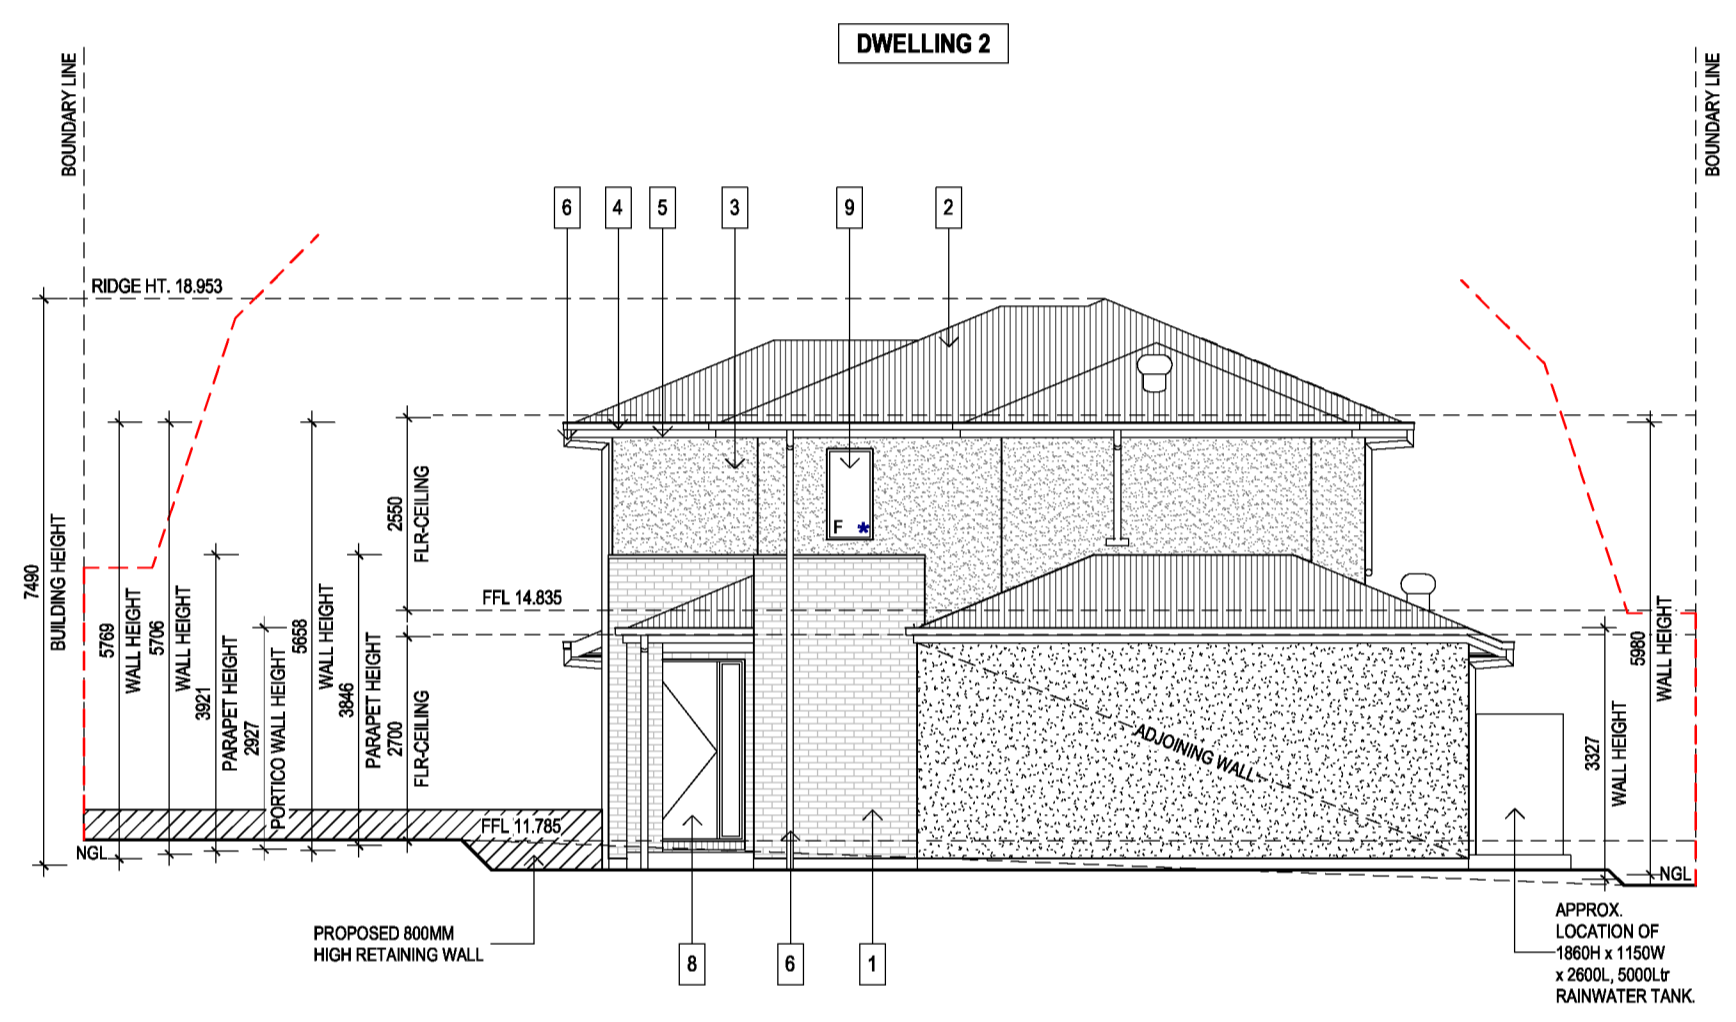 DWELLING 2
BOUNDARY LINE
BOUNDARY LINE
6
4
5
3
9
2
RIDGE HT. 18.953
7490
BUILDING HEIGHT
5769
WALL HEIGHT
5706
WALL HEIGHT
3921
PARAPET HEIGHT
2927
PORTICO WALL HEIGHT
5658
WALL HEIGHT
3846
PARAPET HEIGHT
2550
FLR-CEILING
2700
FLR-CEILING
FFL 14.835
F *
FFL 11.785
ADJOINING WALL
5980
WALL HEIGHT
3327
WALL HEIGHT
NGL
NGL
PROPOSED 800MM
HIGH RETAINING WALL
8
6
1
APPROX.
LOCATION OF
1860H x 1150W
x 2600L, 5000Ltr
RAINWATER TANK.